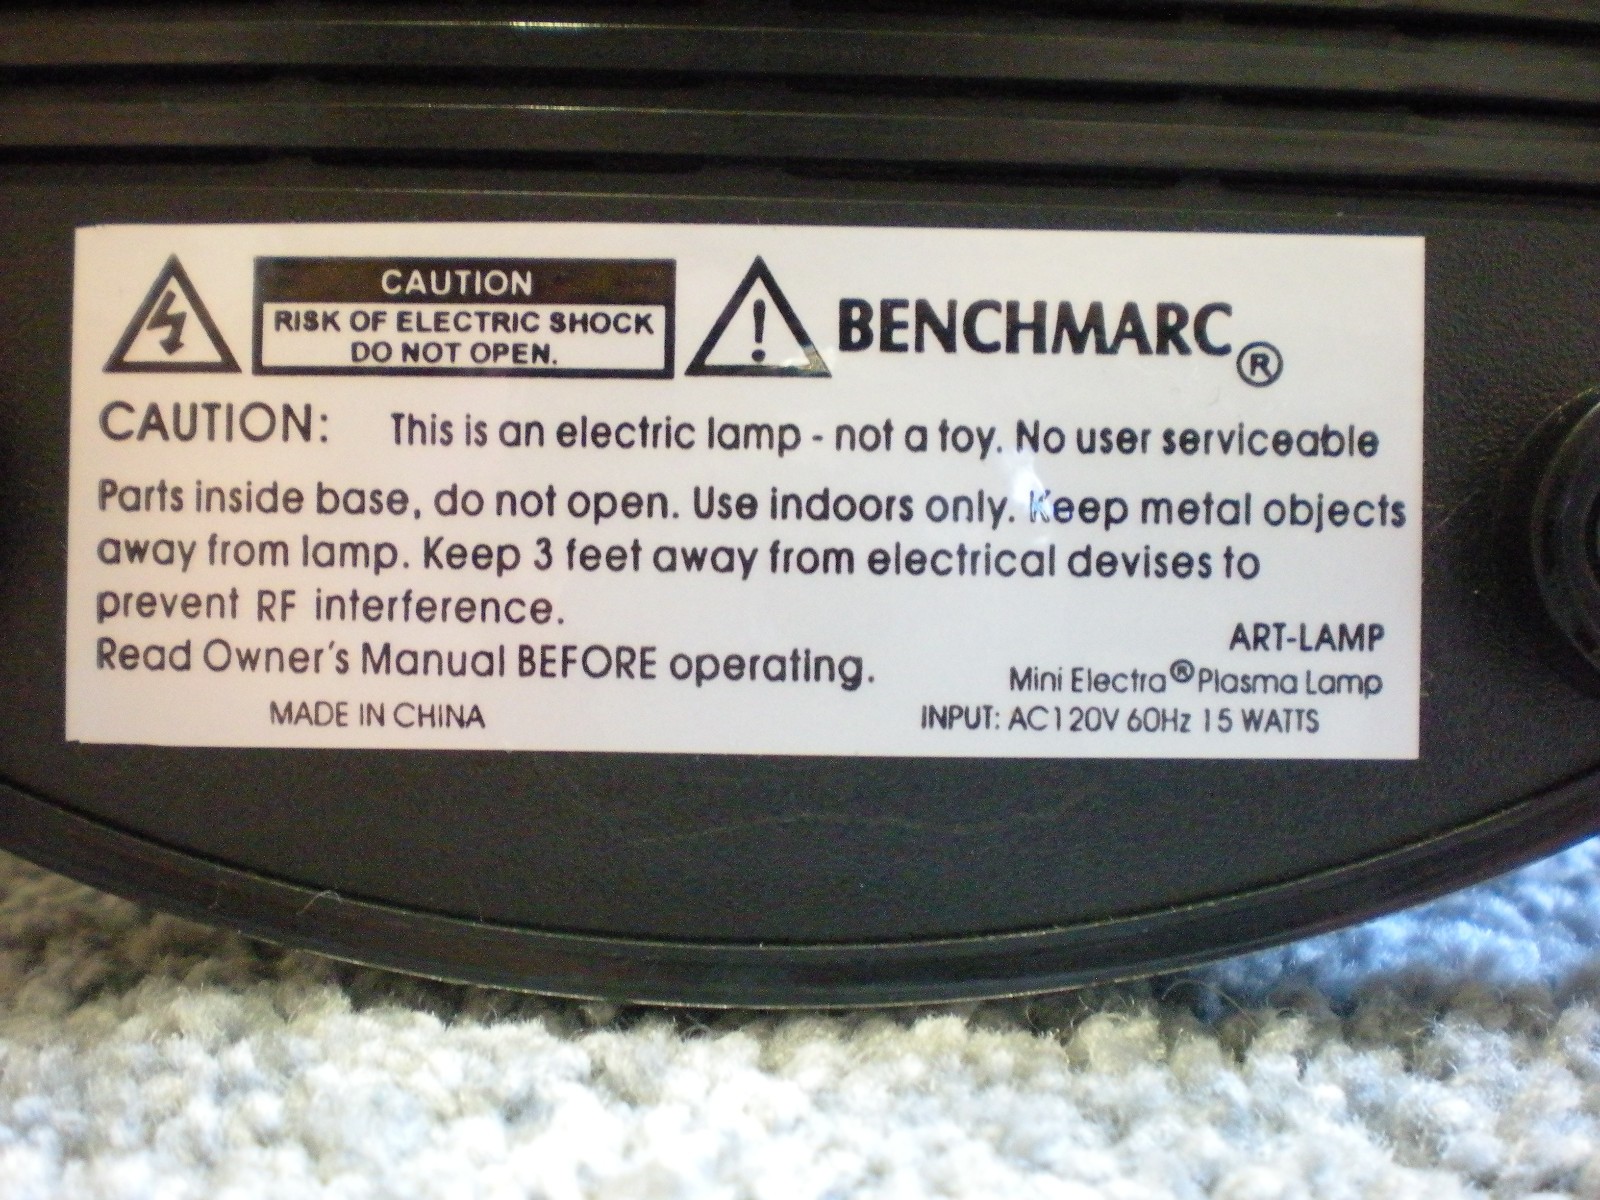 CAUTION
RISK OF ELECTRIC SHOCK
DO NOT OPEN.
BENCHMARC®
CAUTION: This is an electric lamp - not a toy. No user serviceable
Parts inside base, do not open. Use indoors only. Keep metal objects
away from lamp. Keep 3 feet away from electrical devises to
prevent RF interference.
Read Owner's Manual BEFORE operating.
ART-LAMP
Mini Electra® Plasma Lamp
MADE IN CHINA
INPUT: AC120V 60Hz 15 WATTS